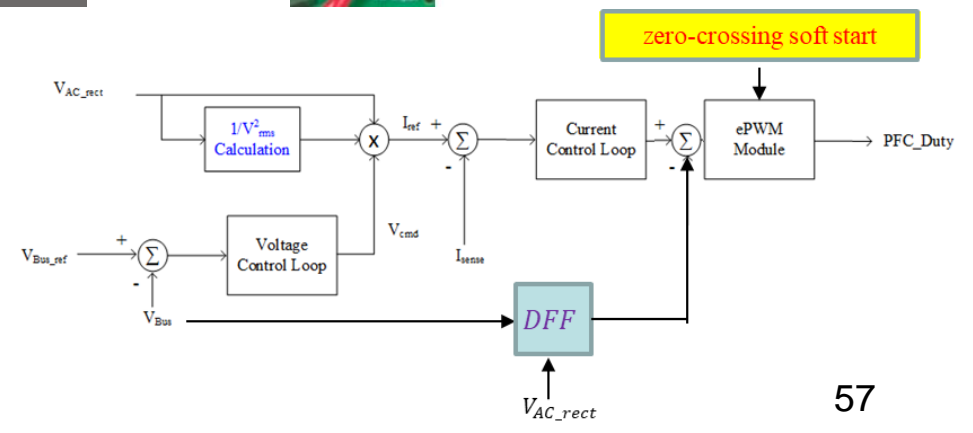 zero-crossing soft start
V_AC_rect
1/V²rms
Calculation
X
I_ref
+
Σ
-
Current
Control Loop
+
Σ
-
ePWM
Module
PFC_Duty
V_Bus_ref
+
Σ
-
Voltage
Control Loop
V_cmd
I_sense
V_Bus
DFF
V_AC_rect
57